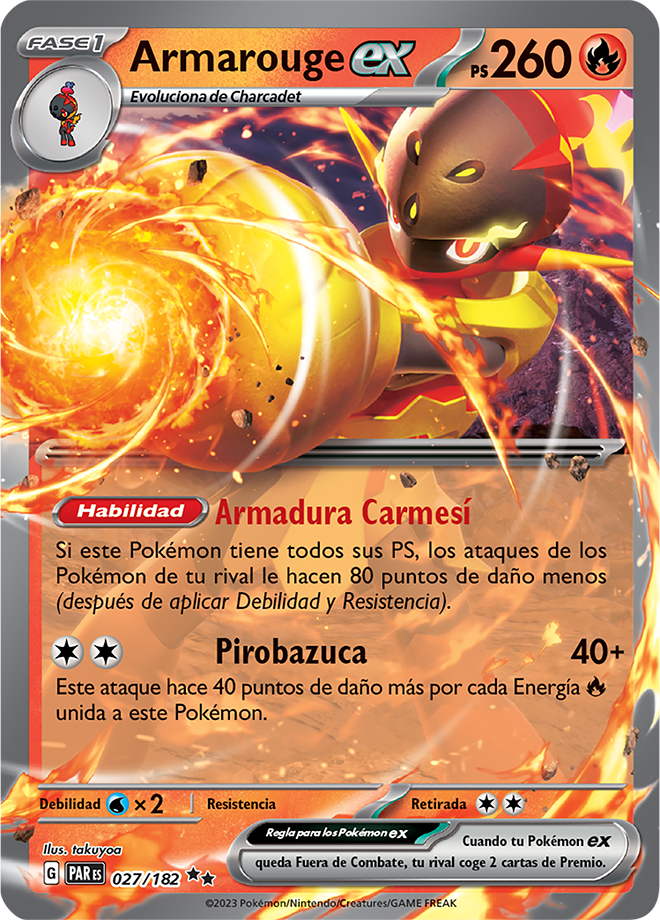 FASE 1
Armarouge ex
PS 260
Evoluciona de Charcadet
Habilidad Armadura Carmesí
Si este Pokémon tiene todos sus PS, los ataques de los
Pokémon de tu rival le hacen 80 puntos de daño menos
(después de aplicar Debilidad y Resistencia).
Pirobazuca 40+
Este ataque hace 40 puntos de daño más por cada Energía
unida a este Pokémon.
Debilidad ×2 Resistencia Retirada
Ilus. takuyoa
Regla para los Pokémon ex
Cuando tu Pokémon ex
queda Fuera de Combate, tu rival coge 2 cartas de Premio.
G PAR ES 027/182 ★★
©2023 Pokémon/Nintendo/Creatures/GAME FREAK